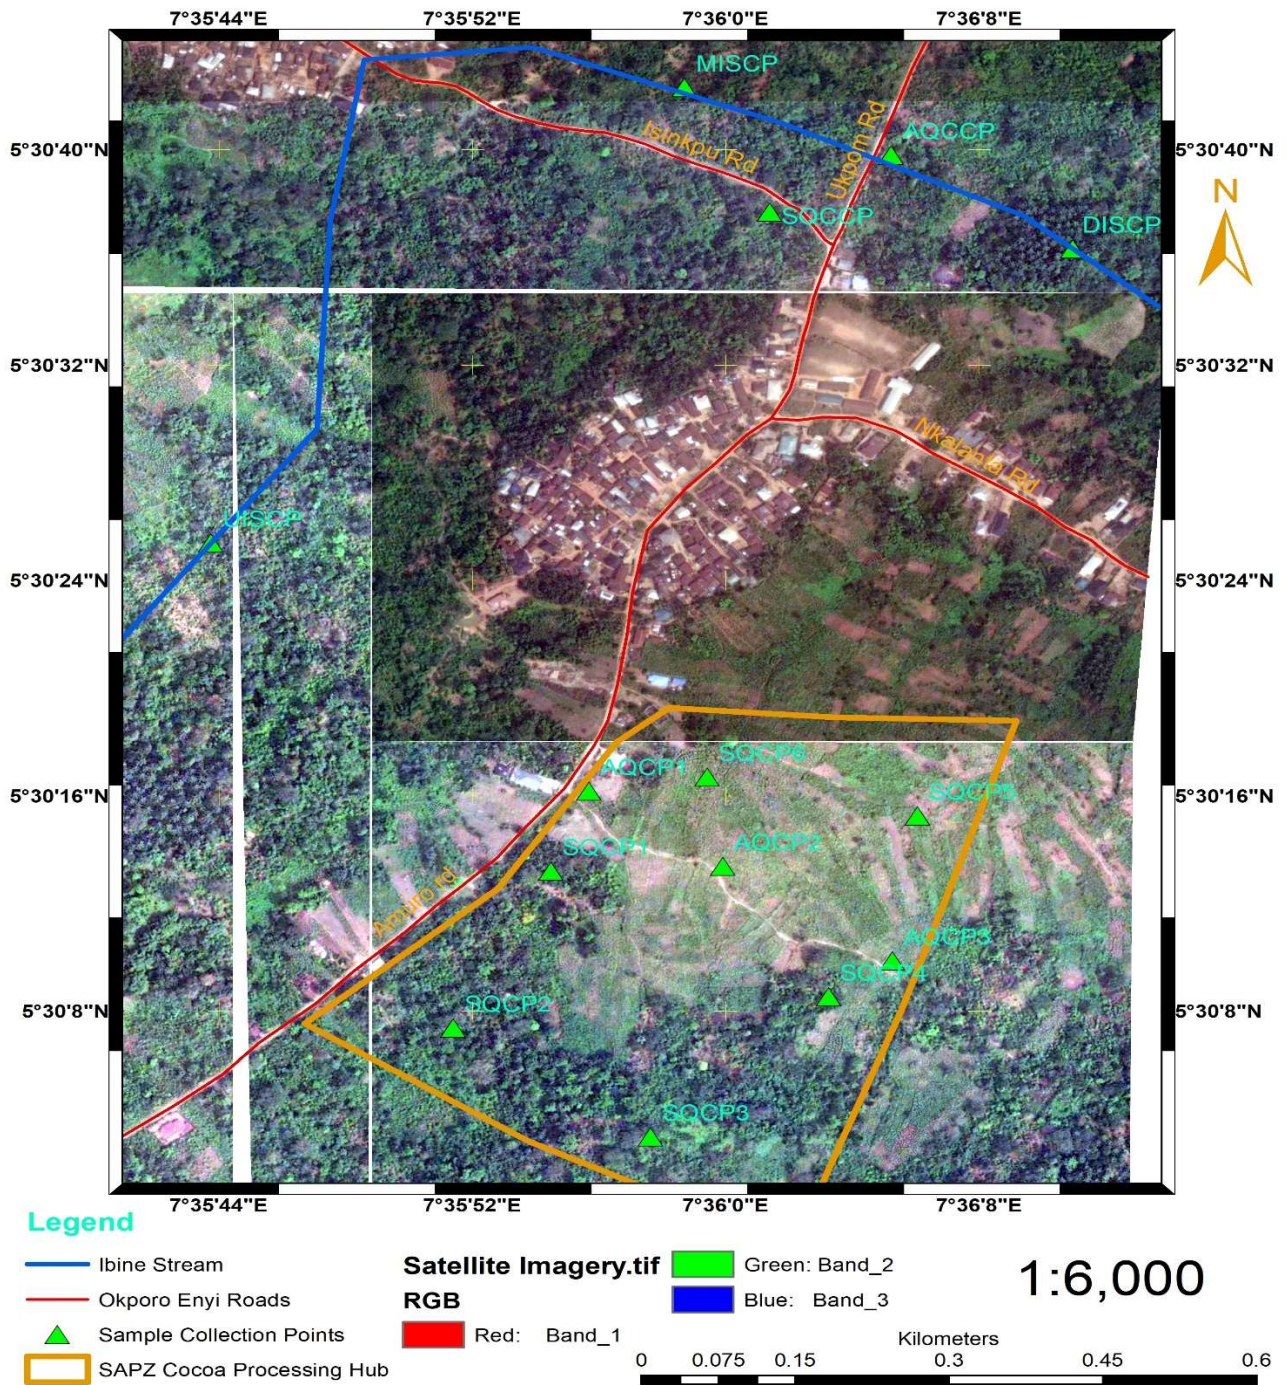 7°35'44"E 7°35'52"E 7°36'0"E 7°36'8"E
MISCP
5°30'40"N
Isinkpu Rd
Ukoom Rd
AQCCP
5°30'40"N
N
SQCCP
DISCP
5°30'32"N
5°30'32"N
Nkalanta Rd
UISCP
5°30'24"N
5°30'24"N
SQCP6
AQCP1
5°30'16"N
SQCP5
5°30'16"N
SQCP1
AQCP2
Amuro rd
AQCP3
SQCP4
5°30'8"N
SQCP2
5°30'8"N
SQCP3
7°35'44"E 7°35'52"E 7°36'0"E 7°36'8"E
Legend
Ibine Stream
Okporo Enyi Roads
Sample Collection Points
SAPZ Cocoa Processing Hub
Satellite Imagery.tif
RGB
Red: Band_1
Green: Band_2
Blue: Band_3
1:6,000
Kilometers
0 0.075 0.15 0.3 0.45 0.6